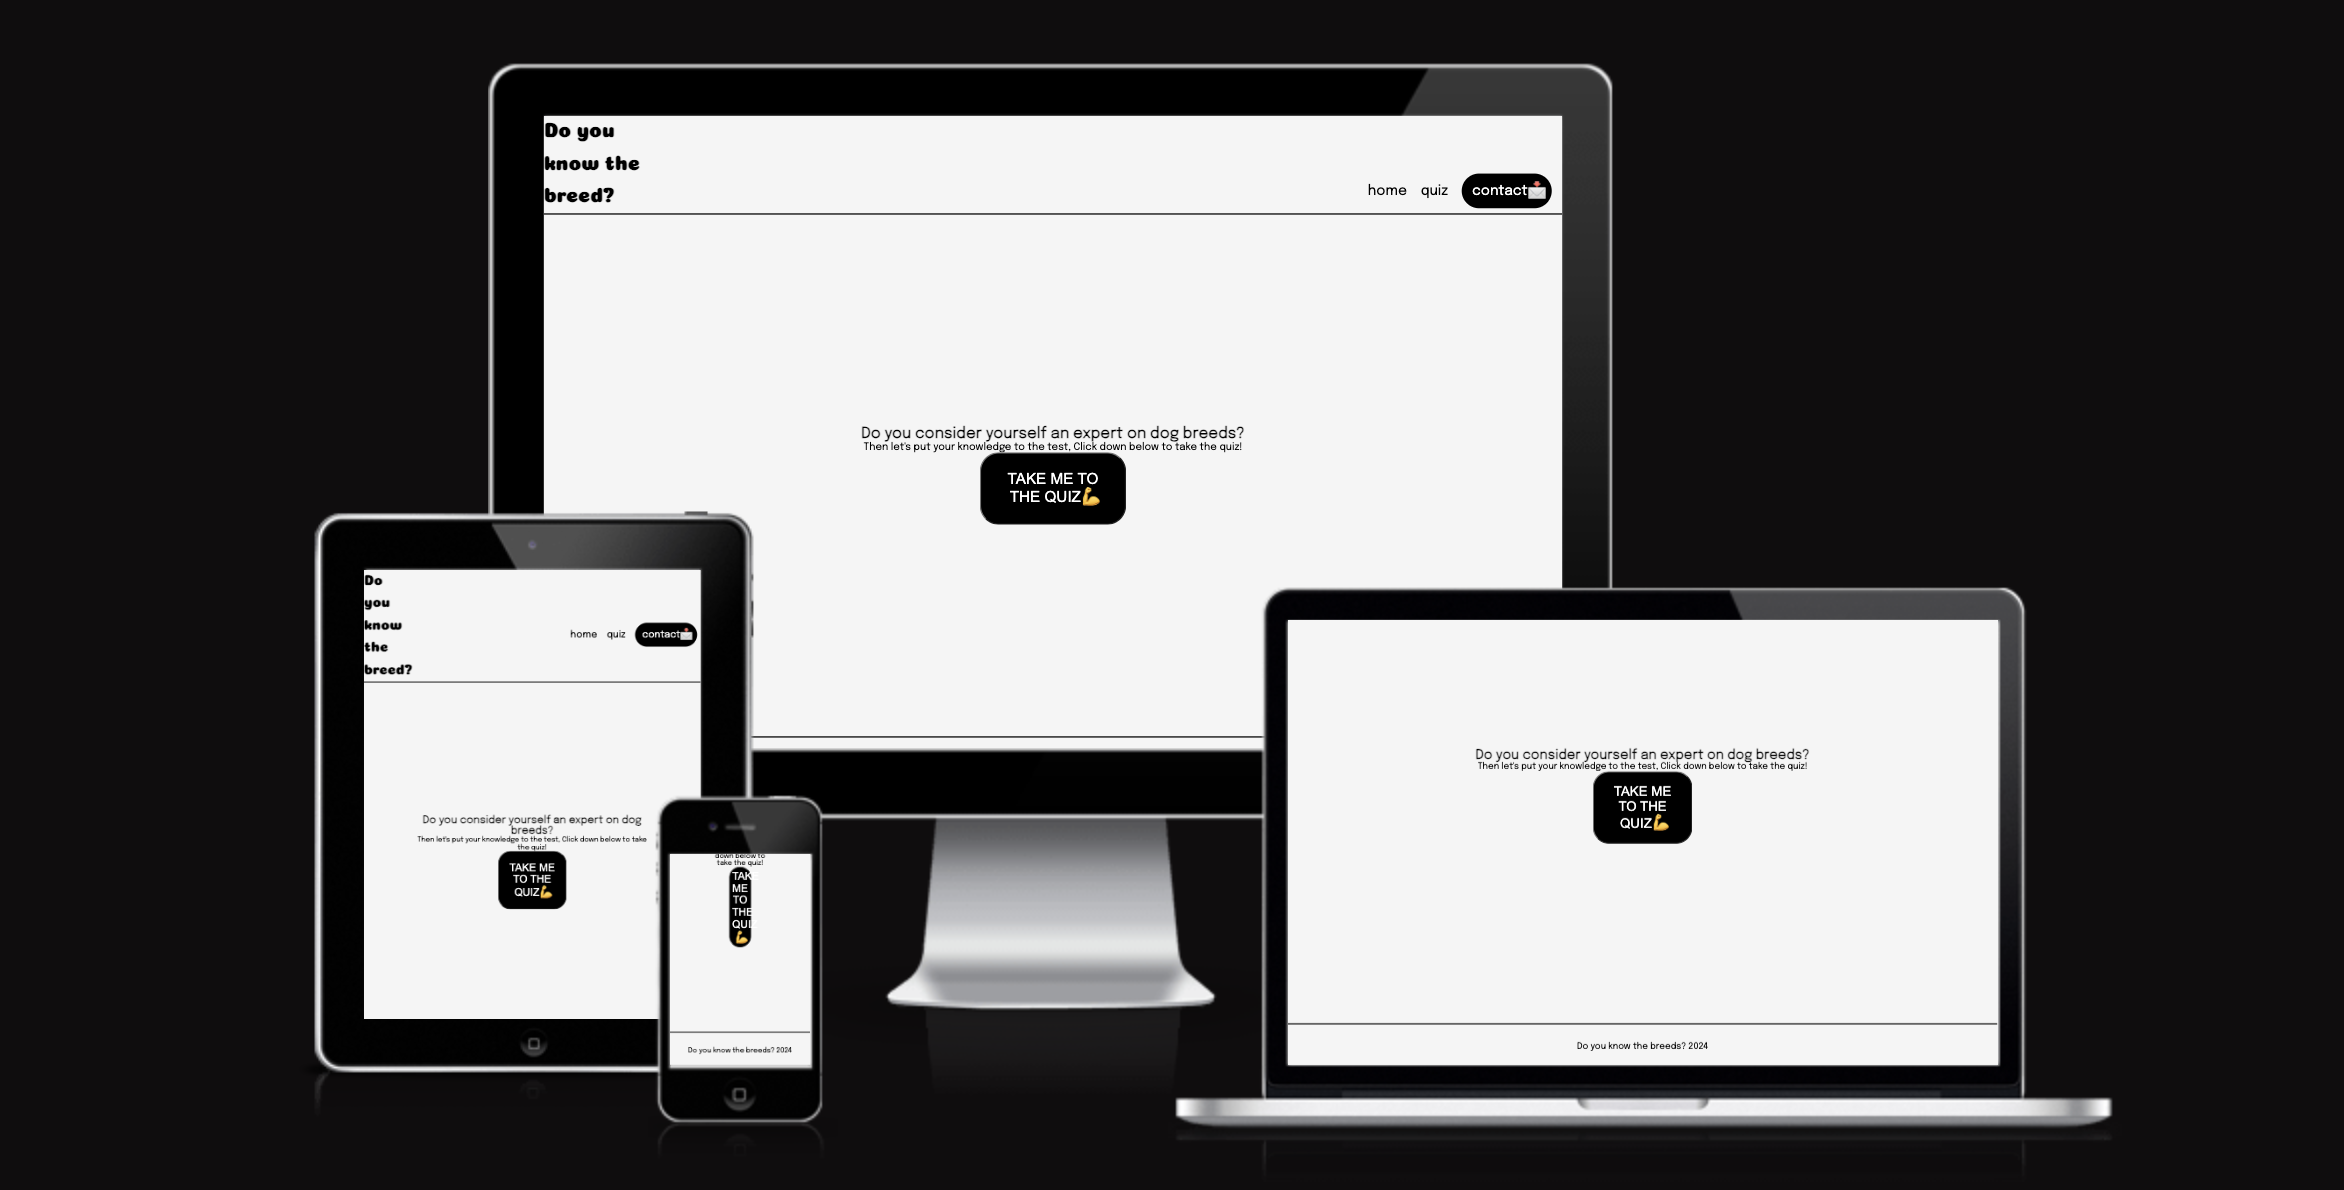 Do you
know the
breed?
home quiz contact📩
Do you consider yourself an expert on dog breeds?
Then let's put your knowledge to the test, Click down below to take the quiz!
TAKE ME TO
THE QUIZ💪
Do
you
know
the
breed?
home quiz contact📩
Do you consider yourself an expert on dog
breeds?
Then let's put your knowledge to the test, Click down below to take
the quiz!
TAKE ME
TO THE
QUIZ💪
down below to
take the quiz!
TAKE
ME
TO
THE
QUIZ
💪
Do you know the breeds? 2024
Do you consider yourself an expert on dog breeds?
Then let's put your knowledge to the test, Click down below to take the quiz!
TAKE ME
TO THE
QUIZ💪
Do you know the breeds? 2024